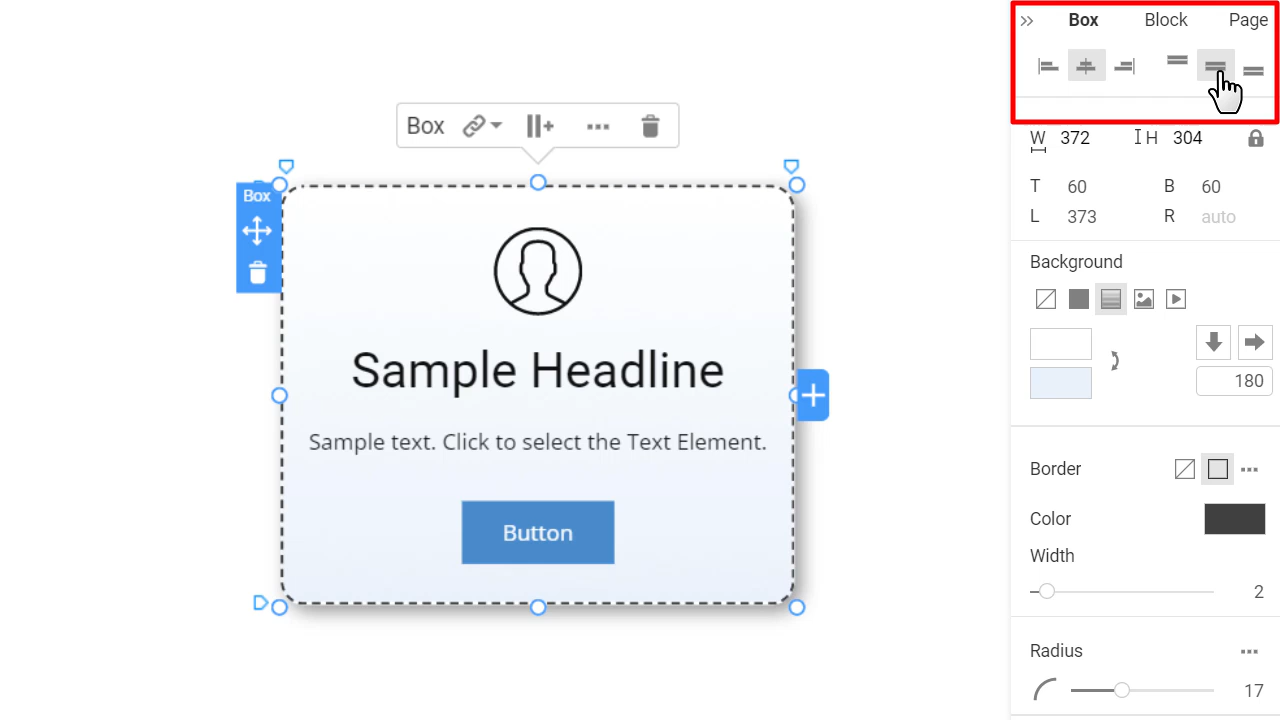 Box Block Page
Box
W 372 H 304
Box
T 60 B 60
L 373 R auto
Background
Sample Headline
180
Sample text. Click to select the Text Element.
Border
Button
Color
Width
2
Radius
17